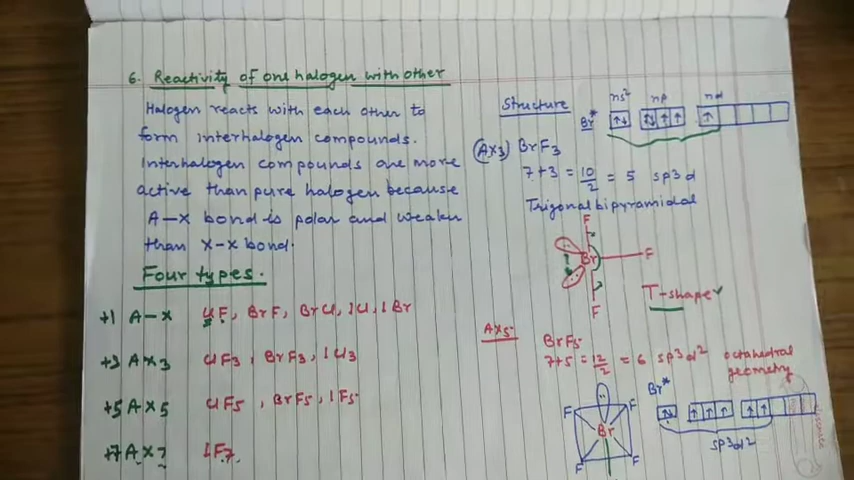 6. Reactivity of one halogen with other
Halogen reacts with each other to
form interhalogen compounds.
Interhalogen compounds are more
active than pure halogen because
A-X bond is polar and weaker
than X-X bond.
Four types.
+1 A-X ClF, BrF, BrCl, ICl, IBr
+3 AX3 ClF3, BrF3, ICl3
+5 AX5 ClF5, BrF5, IF5
+7 AX7 IF7.
Structure
ns² np nd
Br*
AX3 BrF3
7+3 = 10/2 = 5 sp3d
Trigonal bipyramidal
F
Br F
F
T-shape
AX5
BrF5
7+5 = 12/2 = 6 sp3d² octahedral
geometry
Br*
sp3d²
F F
Br
F F